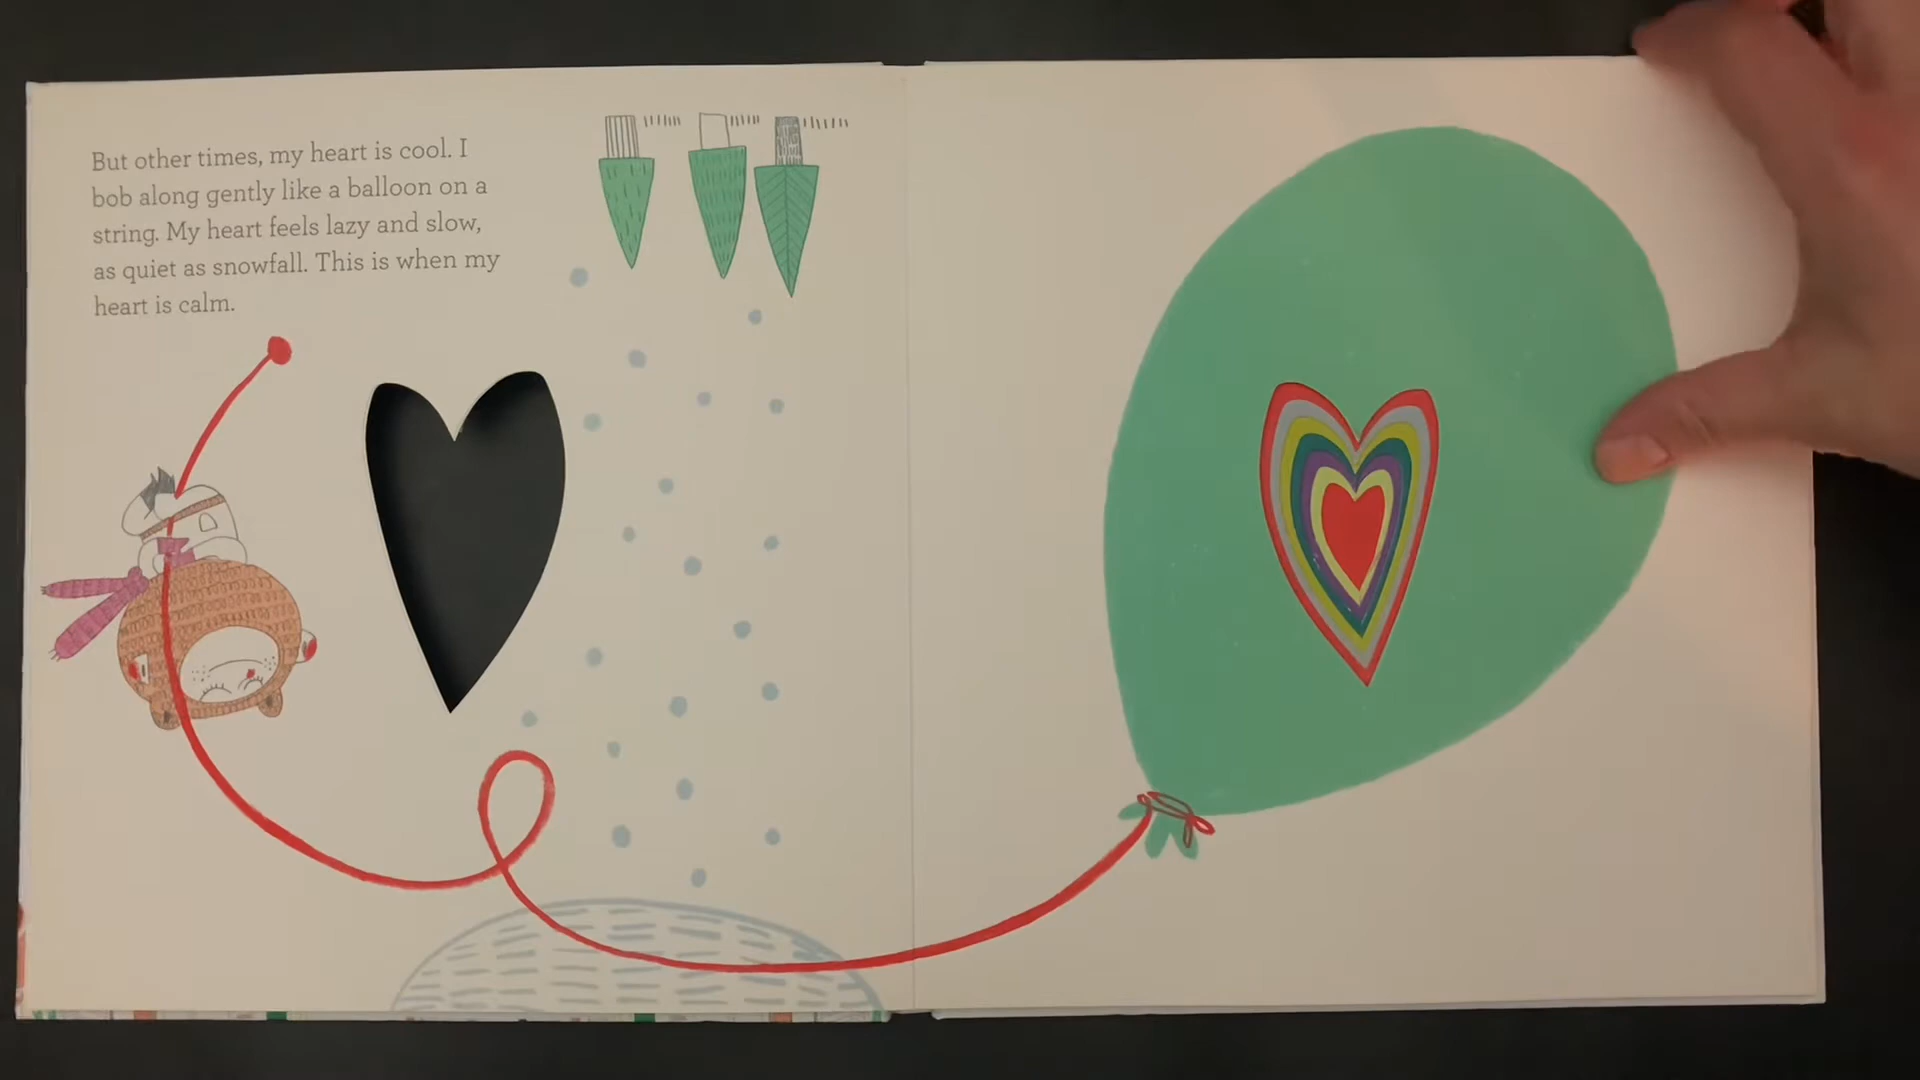 But other times, my heart is cool. I
bob along gently like a balloon on a
string. My heart feels lazy and slow,
as quiet as snowfall. This is when my
heart is calm.